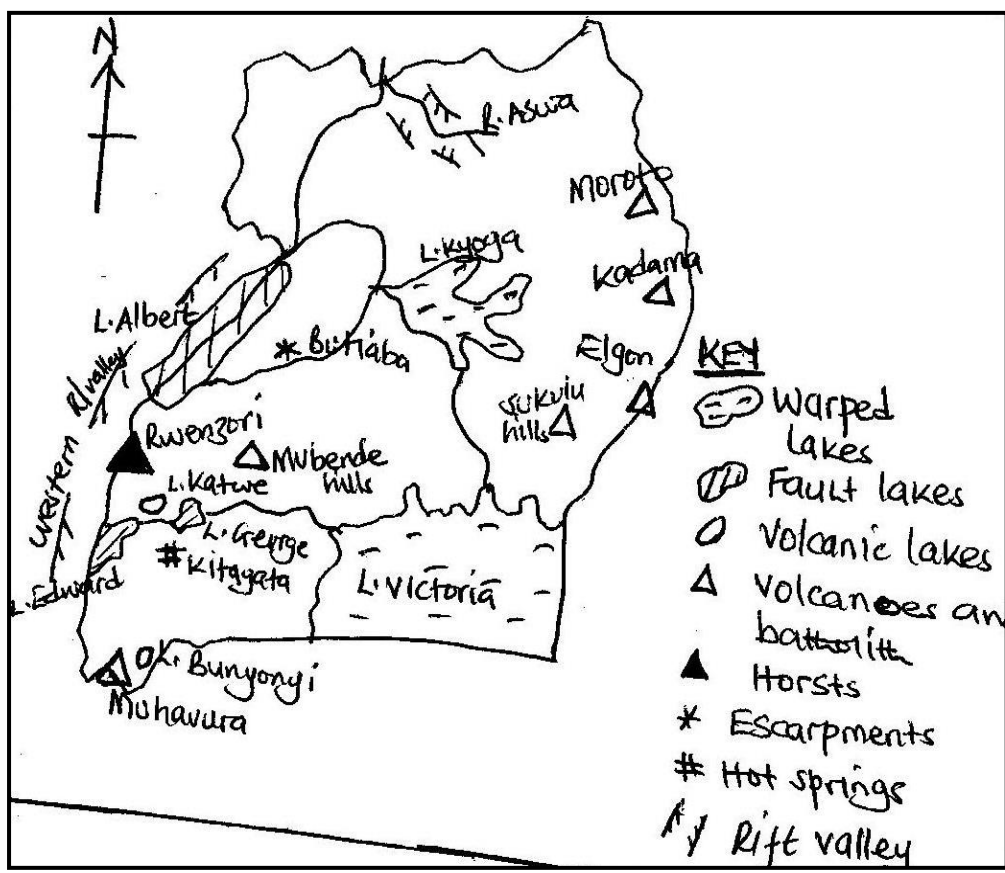 N
R. Aswa
Moroto
L. Kyoga
Kadama
L. Albert
Butiaba
Elgon
R/valley
Western
Rwenzori
Mubende
hills
hills
L. Katwe
L. George
Kitagata
L. Edward
L. Victoria
L. Bunyonyi
Muhavura
KEY
Warped
Lakes
Fault lakes
Volcanic lakes
Volcanoes an
batholith
Horsts
Escarpments
Hot springs
Rift valley